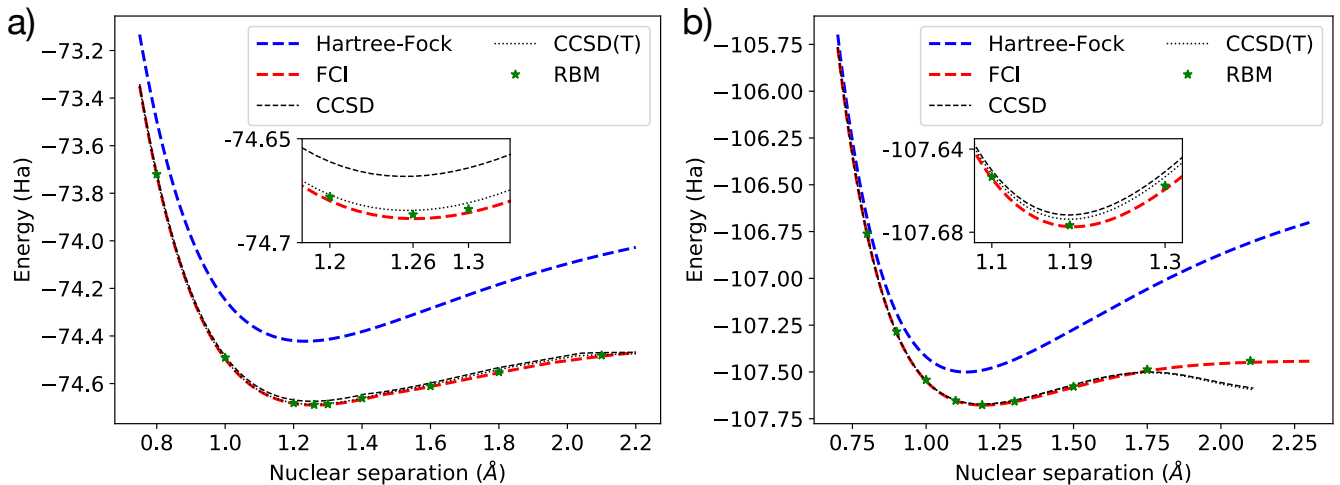 a)
Energy (Ha)
−73.2
−73.4
−73.6
−73.8
−74.0
−74.2
−74.4
−74.6
Hartree-Fock
FCI
CCSD
CCSD(T)
RBM
-74.65
-74.7
1.2
1.26
1.3
0.8
1.0
1.2
1.4
1.6
1.8
2.0
2.2
Nuclear separation (Å)
b)
Energy (Ha)
−105.75
−106.00
−106.25
−106.50
−106.75
−107.00
−107.25
−107.50
−107.75
Hartree-Fock
FCI
CCSD
CCSD(T)
RBM
-107.64
-107.68
1.1
1.19
1.3
0.75
1.00
1.25
1.50
1.75
2.00
2.25
Nuclear separation (Å)